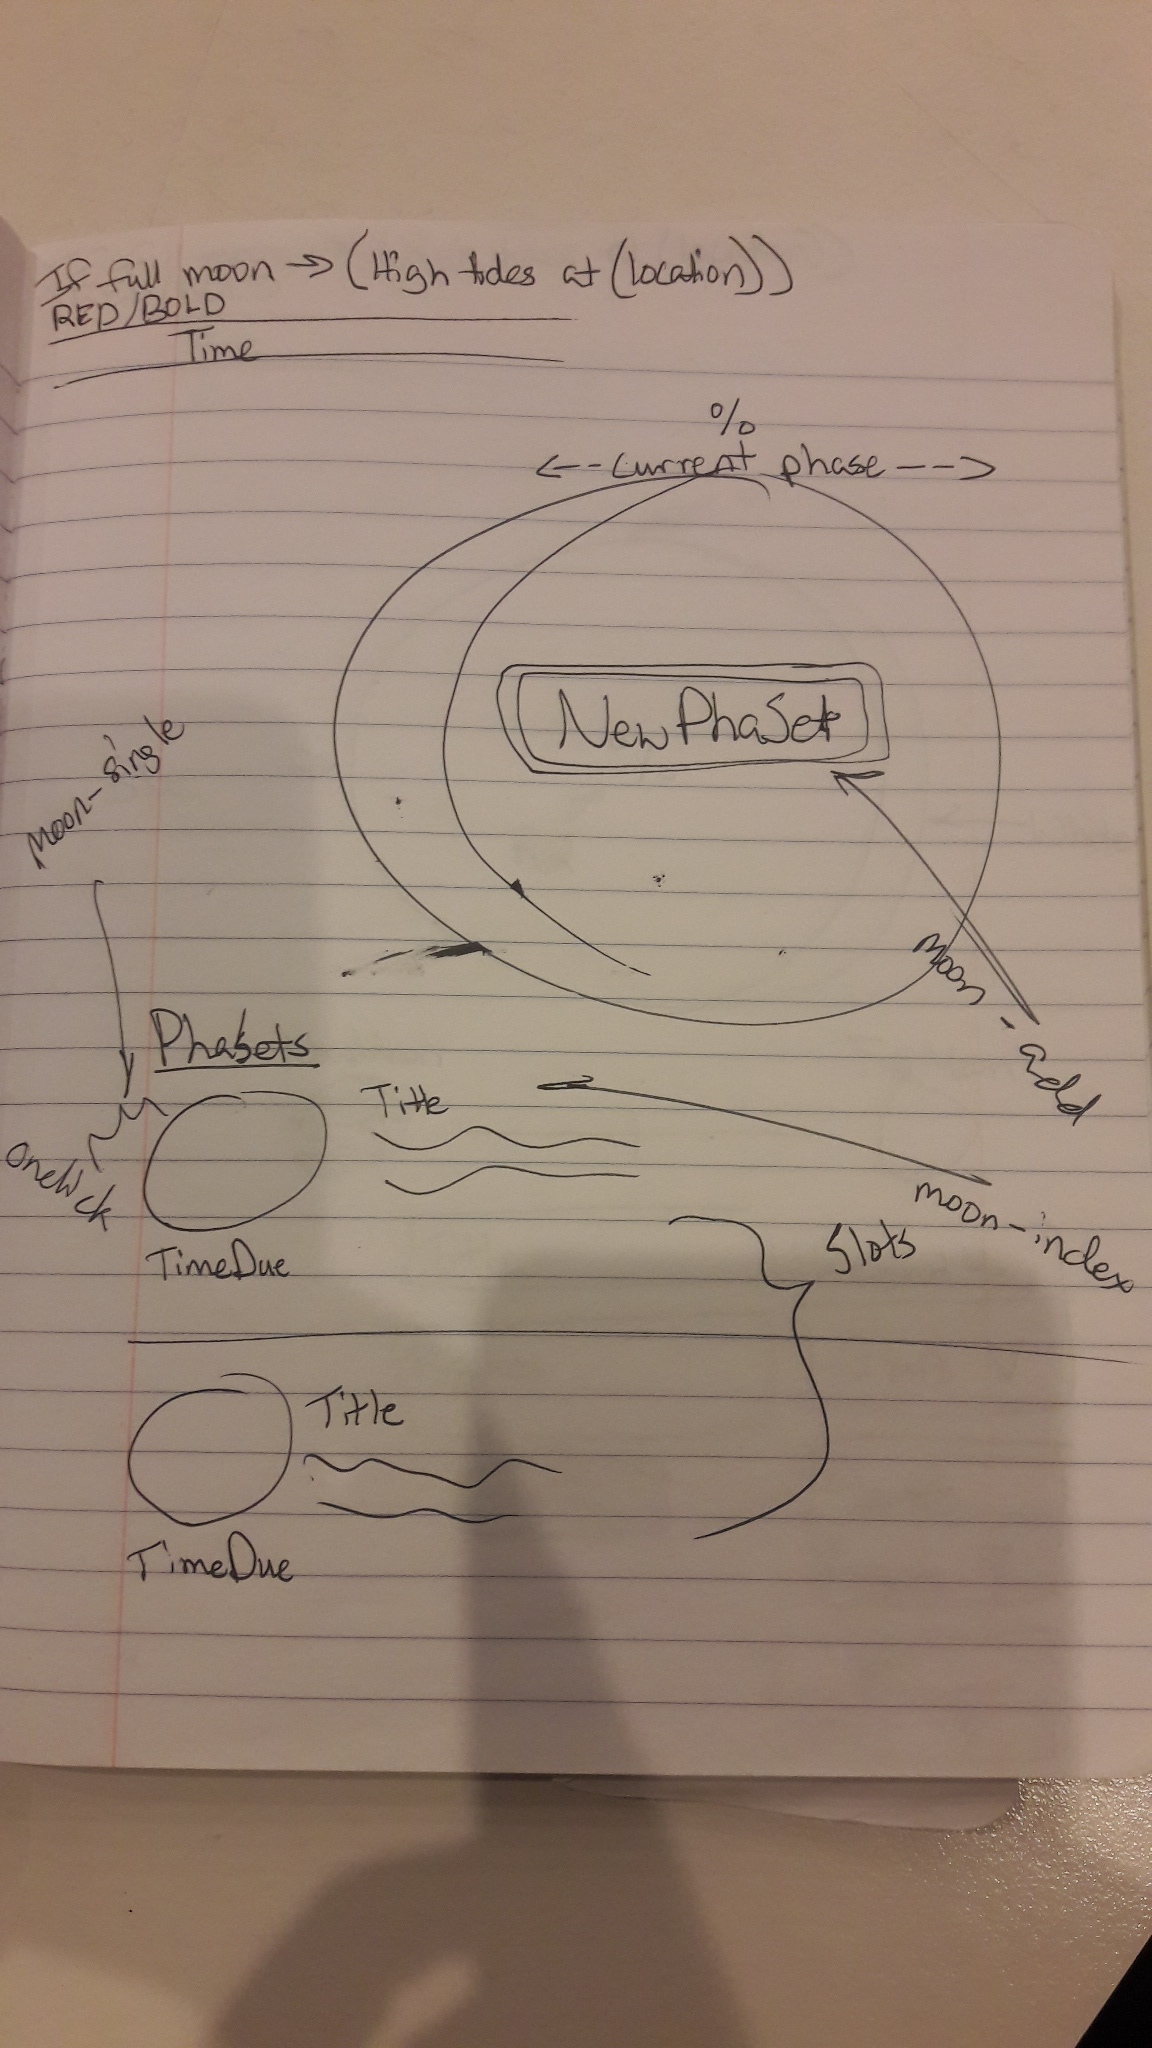 If full moon → (High tides at (location))
RED/BOLD
Time
%
<-- current phase -->
NewPhaSet
moon-single
moon-add
PhaSets
Title
onclick
moon-index
Slots
TimeDue
Title
TimeDue